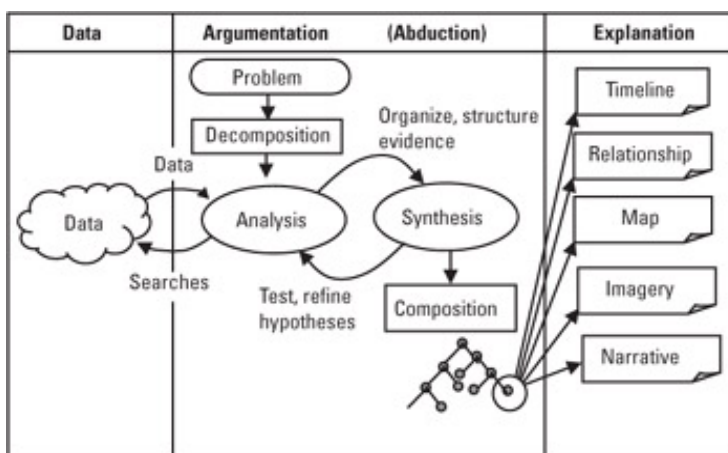 Data
Argumentation (Abduction)
Explanation
Problem
Decomposition
Data
Data
Searches
Analysis
Organize, structure
evidence
Synthesis
Test, refine
hypotheses
Composition
Timeline
Relationship
Map
Imagery
Narrative